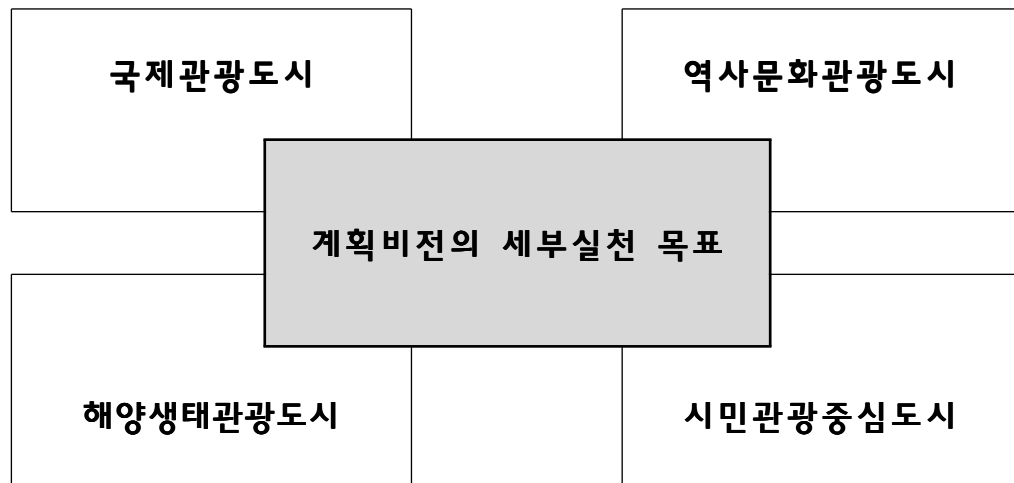 국제관광도시
역사문화관광도시
계획비전의 세부실천 목표
해양생태관광도시
시민관광중심도시